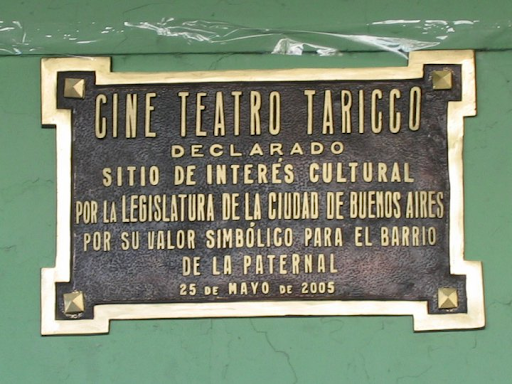 CINE TEATRO TARICCO
DECLARADO
SITIO DE INTERÉS CULTURAL
POR LA LEGISLATURA DE LA CIUDAD DE BUENOS AIRES
POR SU VALOR SIMBÓLICO PARA EL BARRIO
DE LA PATERNAL
25 DE MAYO DE 2005